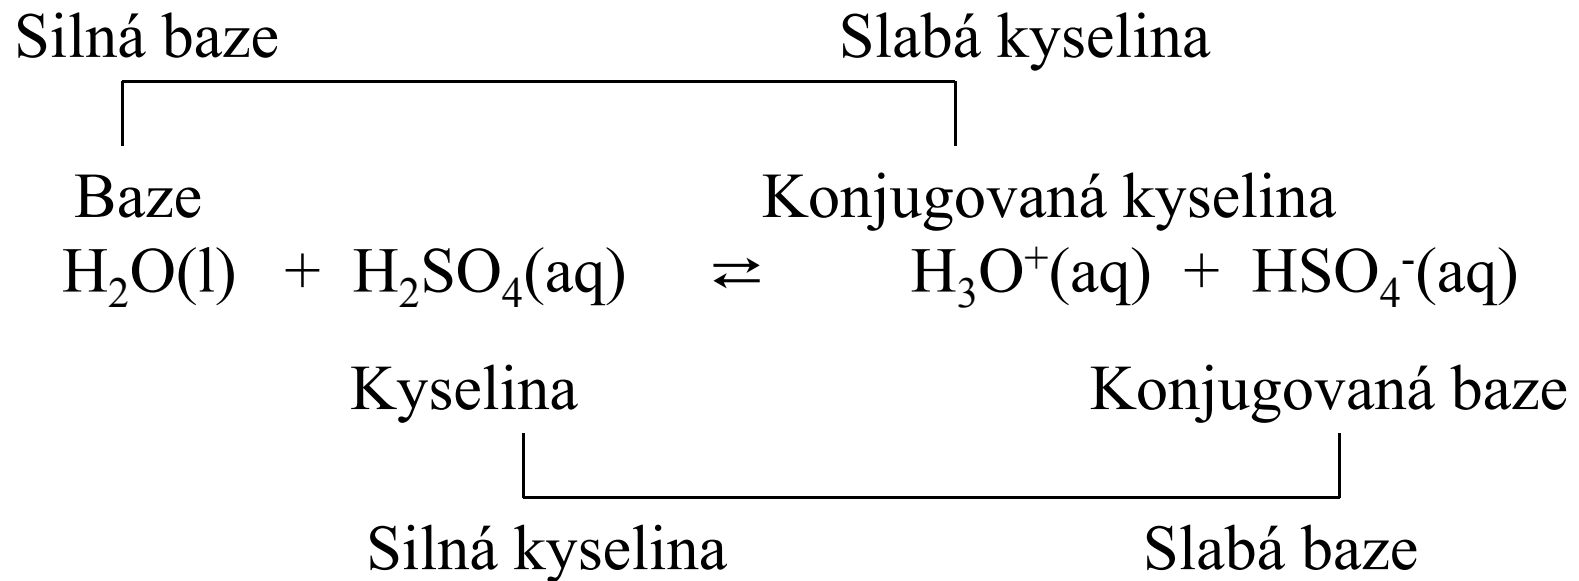 Silná baze Slabá kyselina
Baze Konjugovaná kyselina
H₂O(l) + H₂SO₄(aq) ⇄ H₃O⁺(aq) + HSO₄⁻(aq)
Kyselina Konjugovaná baze
Silná kyselina Slabá baze